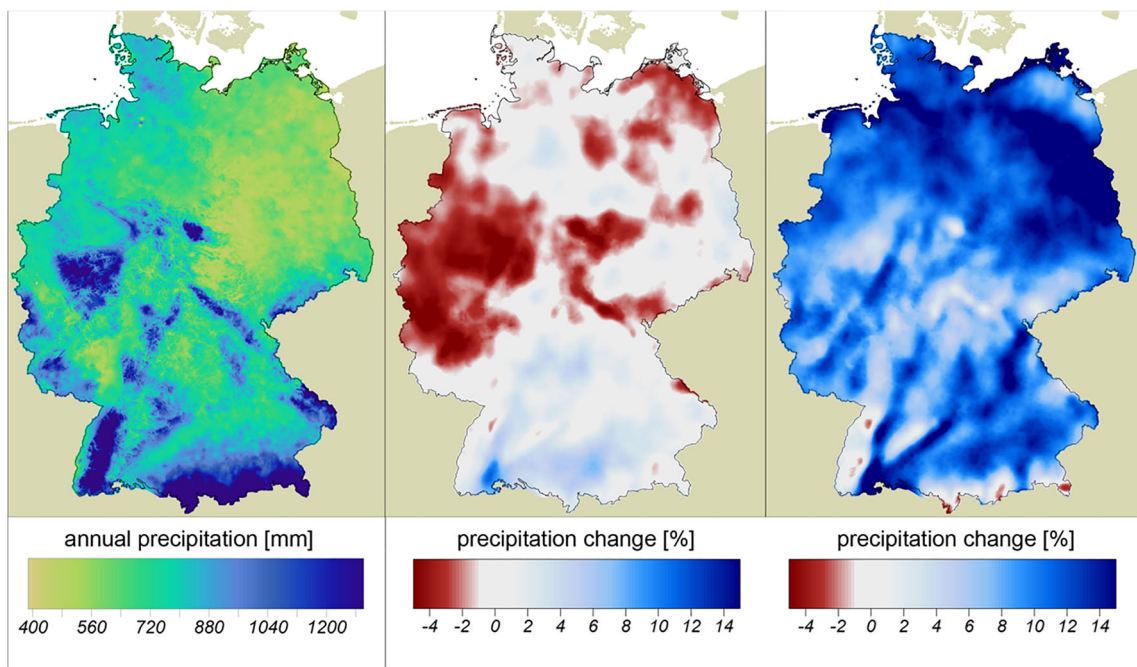 annual precipitation [mm]
400 560 720 880 1040 1200
precipitation change [%]
-4 -2 0 2 4 6 8 10 12 14
precipitation change [%]
-4 -2 0 2 4 6 8 10 12 14